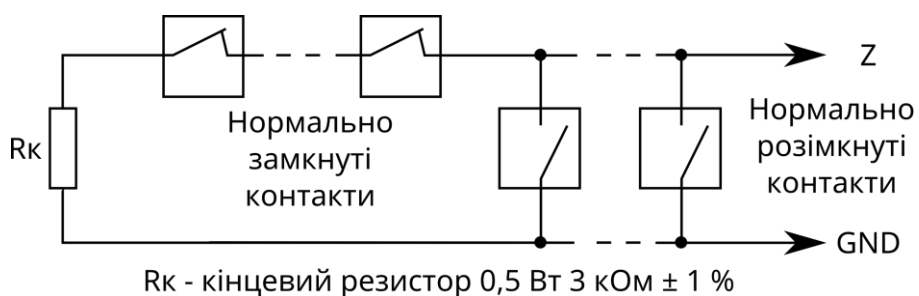 Z
Rк
Нормально
замкнуті
контакти
Нормально
розімкнуті
контакти
GND
Rк - кінцевий резистор 0,5 Вт 3 кОм ± 1 %